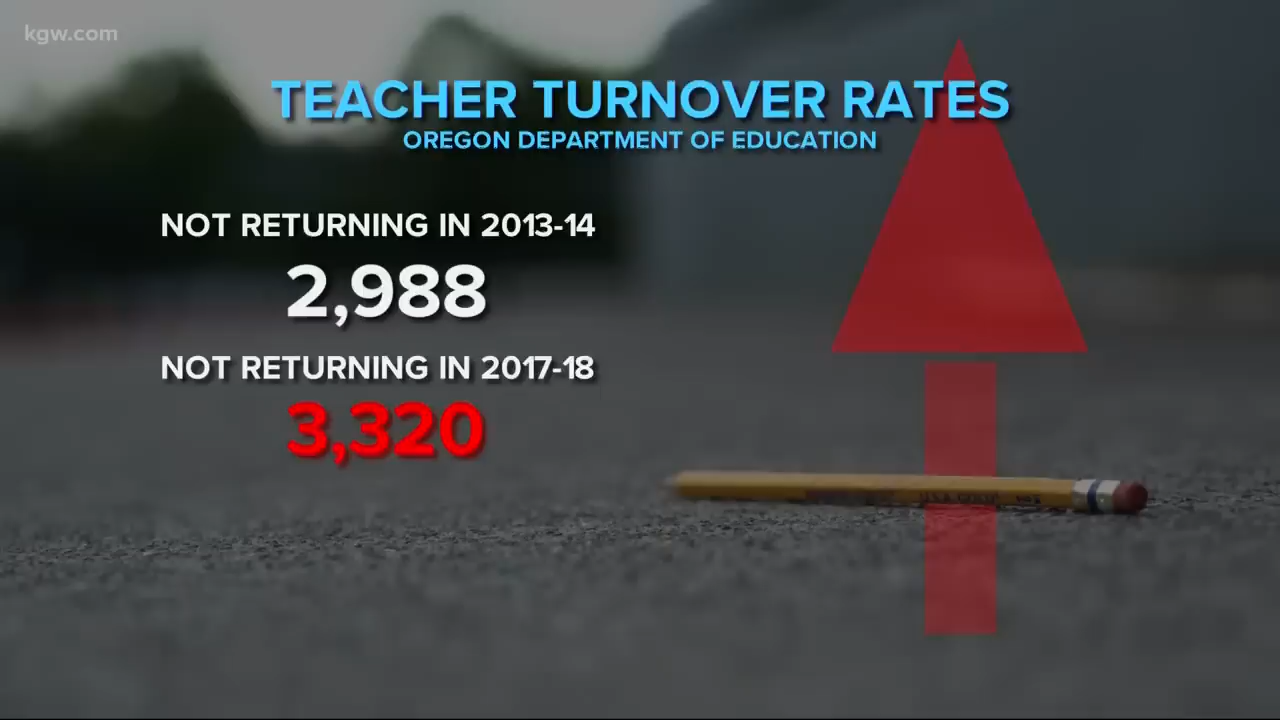 kgw.com
TEACHER TURNOVER RATES
OREGON DEPARTMENT OF EDUCATION
NOT RETURNING IN 2013-14
2,988
NOT RETURNING IN 2017-18
3,320